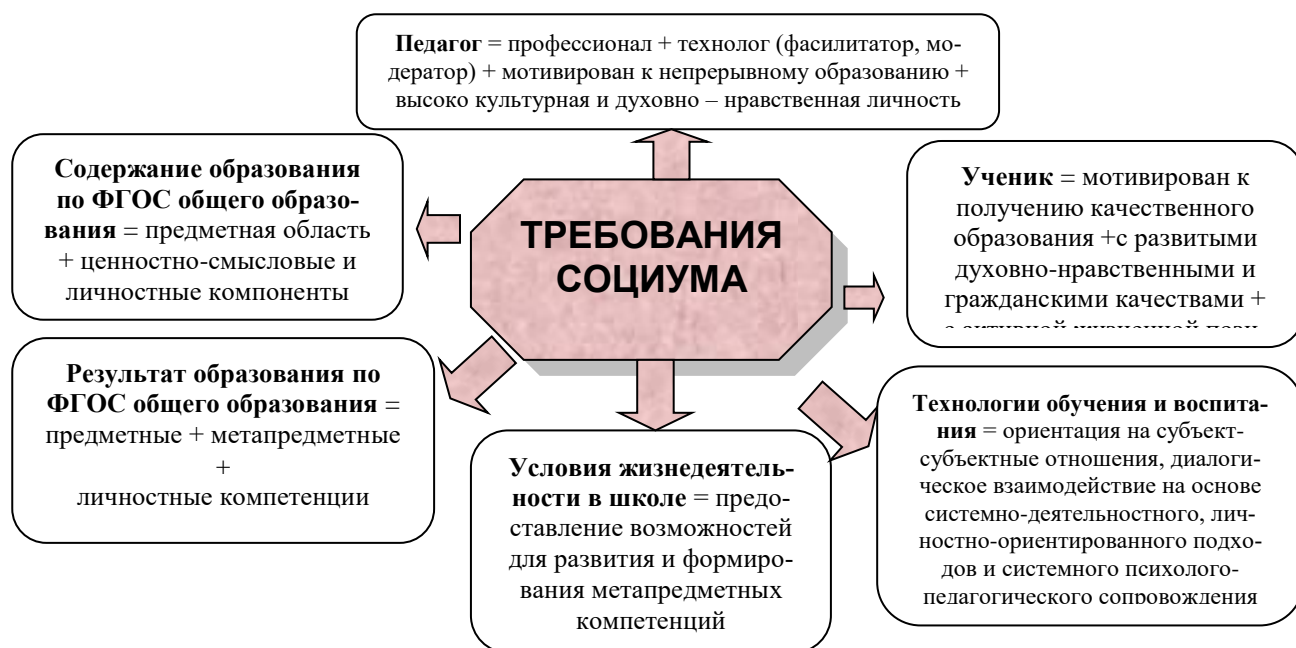 Педагог = профессионал + технолог (фасилитатор, мо-
дератор) + мотивирован к непрерывному образованию +
высоко культурная и духовно – нравственная личность
Содержание образования
по ФГОС общего образо-
вания = предметная область
+ ценностно-смысловые и
личностные компоненты
ТРЕБОВАНИЯ
СОЦИУМА
Ученик = мотивирован к
получению качественного
образования +с развитыми
духовно-нравственными и
гражданскими качествами +
с активной жизненной пози-
Результат образования по
ФГОС общего образования =
предметные + метапредметные
+
личностные компетенции
Условия жизнедеятель-
ности в школе = предо-
ставление возможностей
для развития и формиро-
вания метапредметных
компетенций
Технологии обучения и воспита-
ния = ориентация на субъект-
субъектные отношения, диалоги-
ческое взаимодействие на основе
системно-деятельностного, лич-
ностно-ориентированного подхо-
дов и системного психолого-
педагогического сопровождения